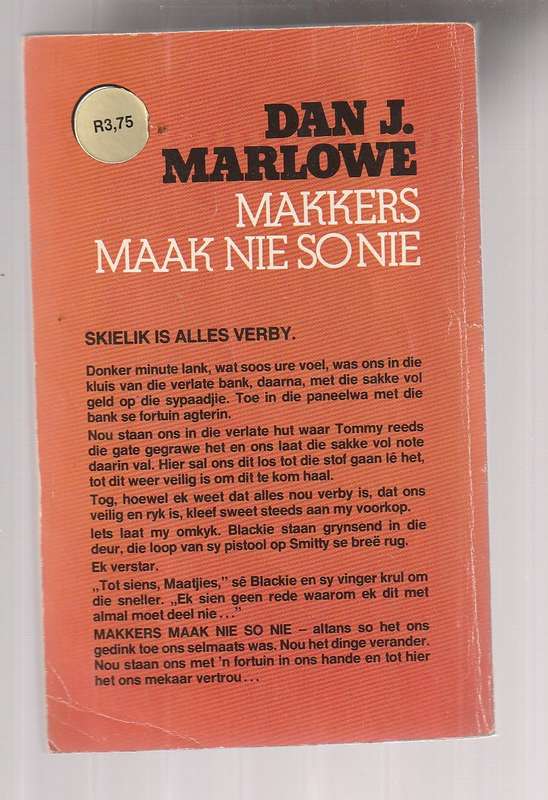 R3,75
DAN J.
MARLOWE
MAKKERS
MAAK NIE SO NIE
SKIELIK IS ALLES VERBY.
Donker minute lank, wat soos ure voel, was ons in die
kluis van die verlate bank, daarna, met die sakke vol
geld op die sypaadjie. Toe in die paneelwa met die
bank se fortuin agterin.
Nou staan ons in die verlate hut waar Tommy reeds
die gate gegrawe het en ons laat die sakke vol note
daarin val. Hier sal ons dit los tot die stof gaan lê het,
tot dit weer veilig is om dit te kom haal.
Tog, hoewel ek weet dat alles nou verby is, dat ons
veilig en ryk is, kleef sweet steeds aan my voorkop.
Iets laat my omkyk. Blackie staan grynsend in die
deur, die loop van sy pistool op Smitty se breë rug.
Ek verstar.
„Tot siens, Maatjies,” sê Blackie en sy vinger krul om
die sneller. „Ek sien geen rede waarom ek dit met
almal moet deel nie...”
MAKKERS MAAK NIE SO NIE – altans so het ons
gedink toe ons selmaats was. Nou het dinge verander.
Nou staan ons met 'n fortuin in ons hande en tot hier
het ons mekaar vertrou...